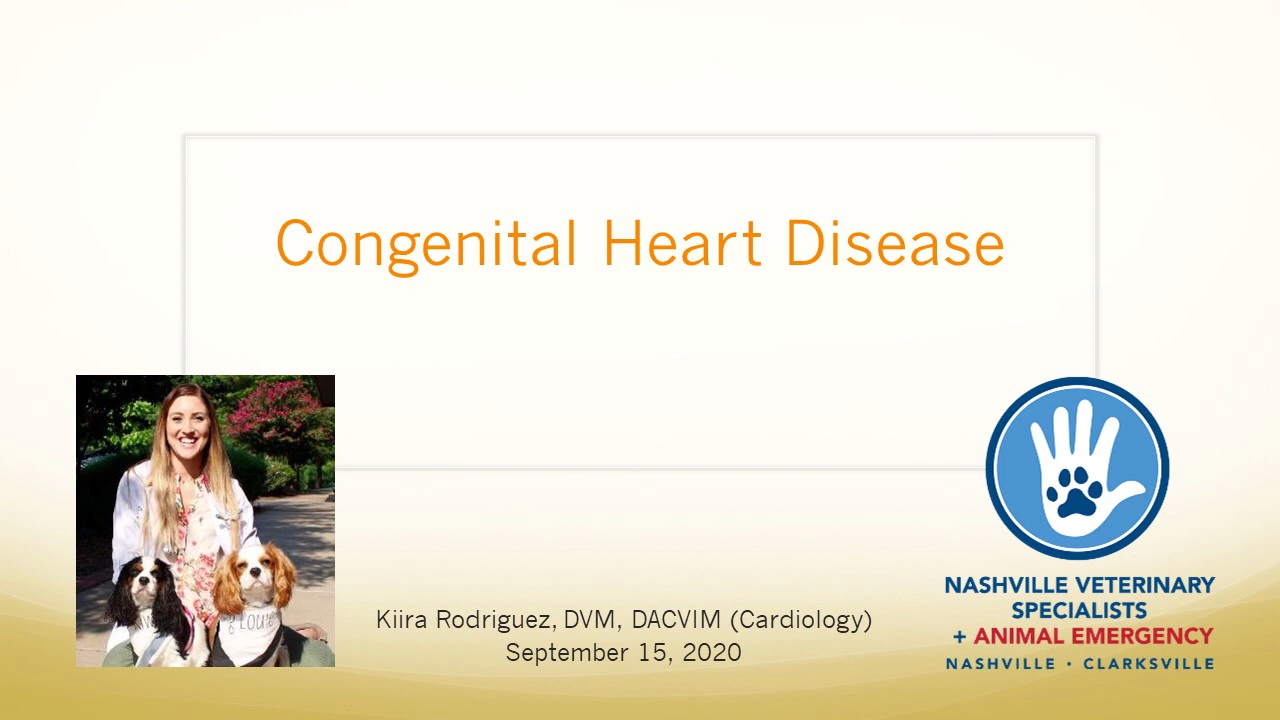 Congenital Heart Disease
Kiira Rodriguez, DVM, DACVIM (Cardiology)
September 15, 2020
NASHVILLE VETERINARY
SPECIALISTS
+ ANIMAL EMERGENCY
NASHVILLE • CLARKSVILLE